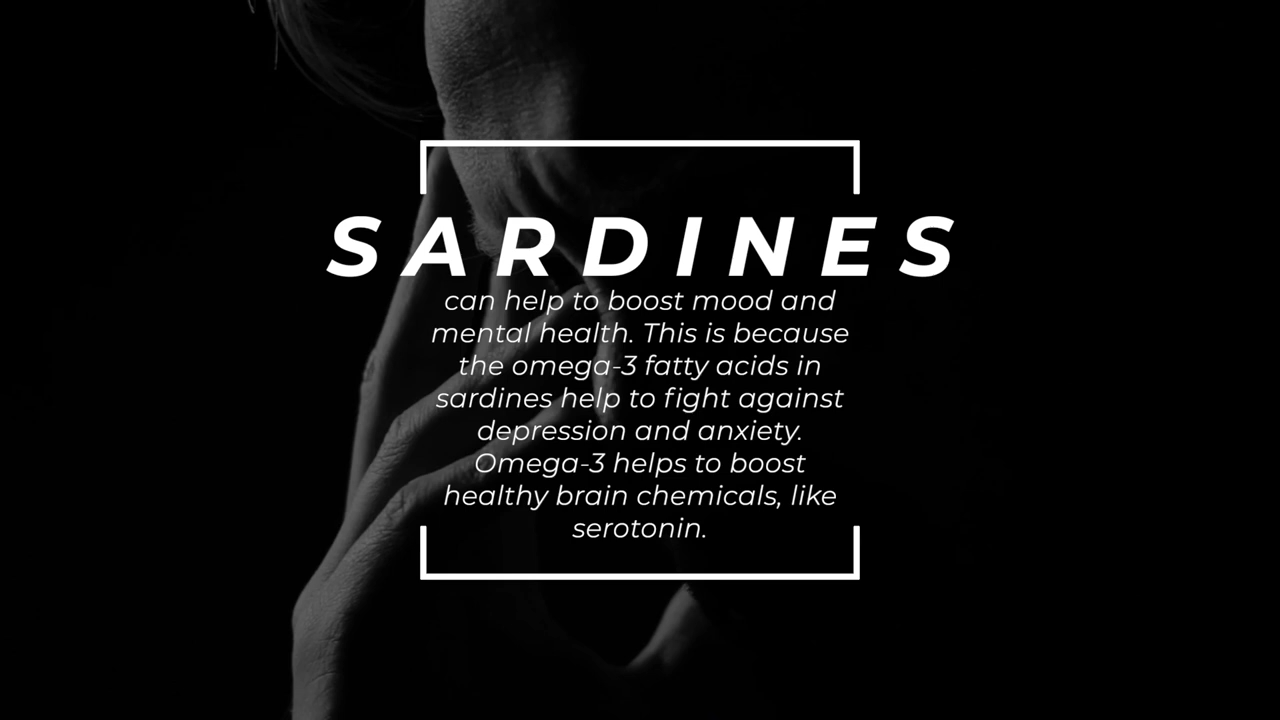 SARDINES
can help to boost mood and
mental health. This is because
the omega-3 fatty acids in
sardines help to fight against
depression and anxiety.
Omega-3 helps to boost
healthy brain chemicals, like
serotonin.